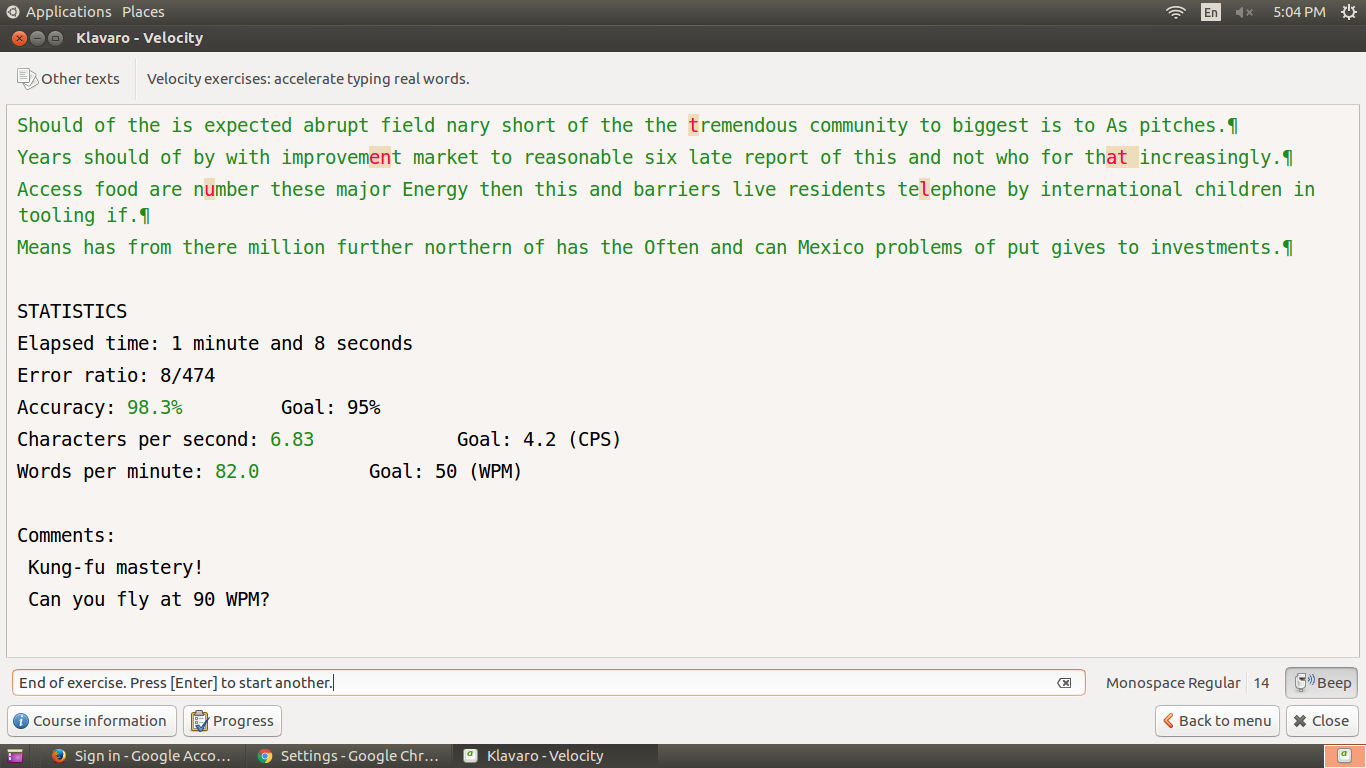 Applications Places En 5:04 PM
Klavaro - Velocity
Other texts Velocity exercises: accelerate typing real words.
Should of the is expected abrupt field nary short of the the tremendous community to biggest is to As pitches.¶
Years should of by with improvement market to reasonable six late report of this and not who for that increasingly.¶
Access food are number these major Energy then this and barriers live residents telephone by international children in
tooling if.¶
Means has from there million further northern of has the Often and can Mexico problems of put gives to investments.¶
STATISTICS
Elapsed time: 1 minute and 8 seconds
Error ratio: 8/474
Accuracy: 98.3% Goal: 95%
Characters per second: 6.83 Goal: 4.2 (CPS)
Words per minute: 82.0 Goal: 50 (WPM)
Comments:
Kung-fu mastery!
Can you fly at 90 WPM?
End of exercise. Press [Enter] to start another. Monospace Regular 14 Beep
Course information Progress Back to menu Close
Sign in - Google Acco... Settings - Google Chr... Klavaro - Velocity